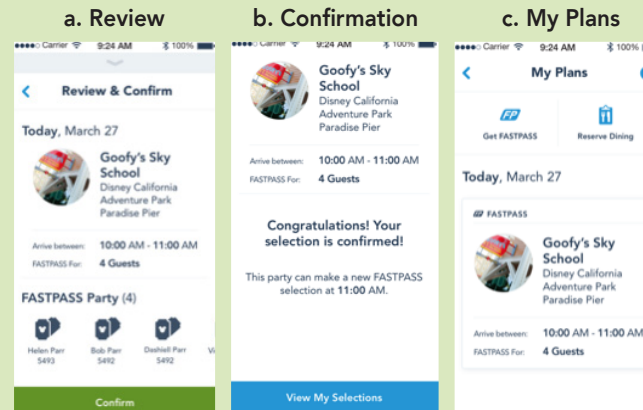 a. Review
●●●●○ Carrier 9:24 AM 100%
Review & Confirm
Today, March 27
Goofy's Sky
School
Disney California
Adventure Park
Paradise Pier
Arrive between: 10:00 AM - 11:00 AM
FASTPASS For: 4 Guests
FASTPASS Party (4)
Helen Parr
5493
Bob Parr
5492
Dashiell Parr
5492
Confirm
b. Confirmation
●●●●○ Carrier 9:24 AM 100%
Goofy's Sky
School
Disney California
Adventure Park
Paradise Pier
Arrive between: 10:00 AM - 11:00 AM
FASTPASS For: 4 Guests
Congratulations! Your
selection is confirmed!
This party can make a new FASTPASS
selection at 11:00 AM.
View My Selections
c. My Plans
●●●●○ Carrier 9:24 AM 100%
My Plans
FP
Get FASTPASS
Reserve Dining
Today, March 27
FP FASTPASS
Goofy's Sky
School
Disney California
Adventure Park
Paradise Pier
Arrive between: 10:00 AM - 11:00 AM
FASTPASS For: 4 Guests